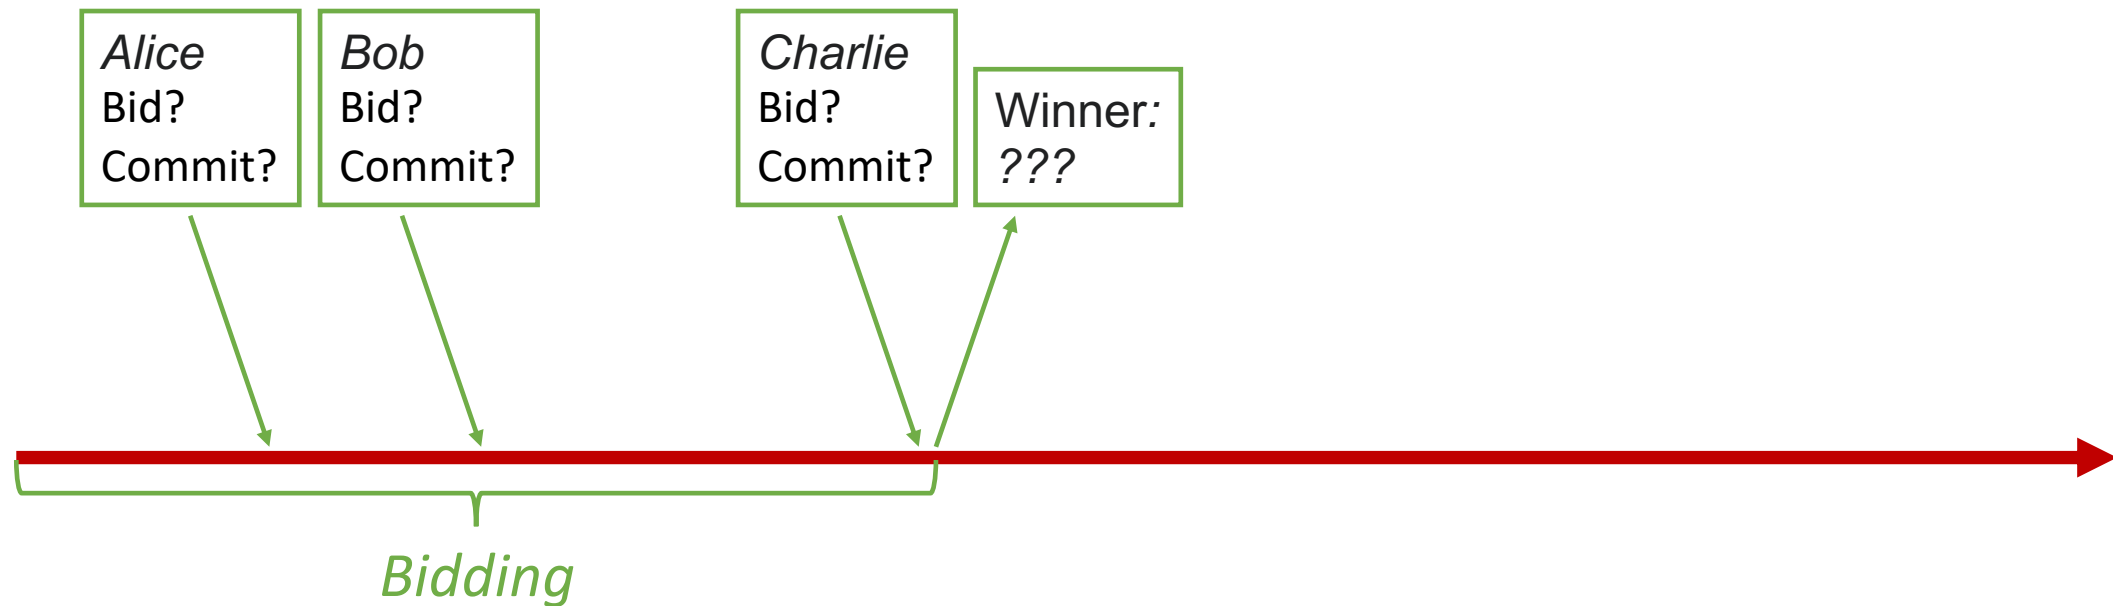 Alice
Bid?
Commit?
Bob
Bid?
Commit?
Charlie
Bid?
Commit?
Winner:
???
Bidding